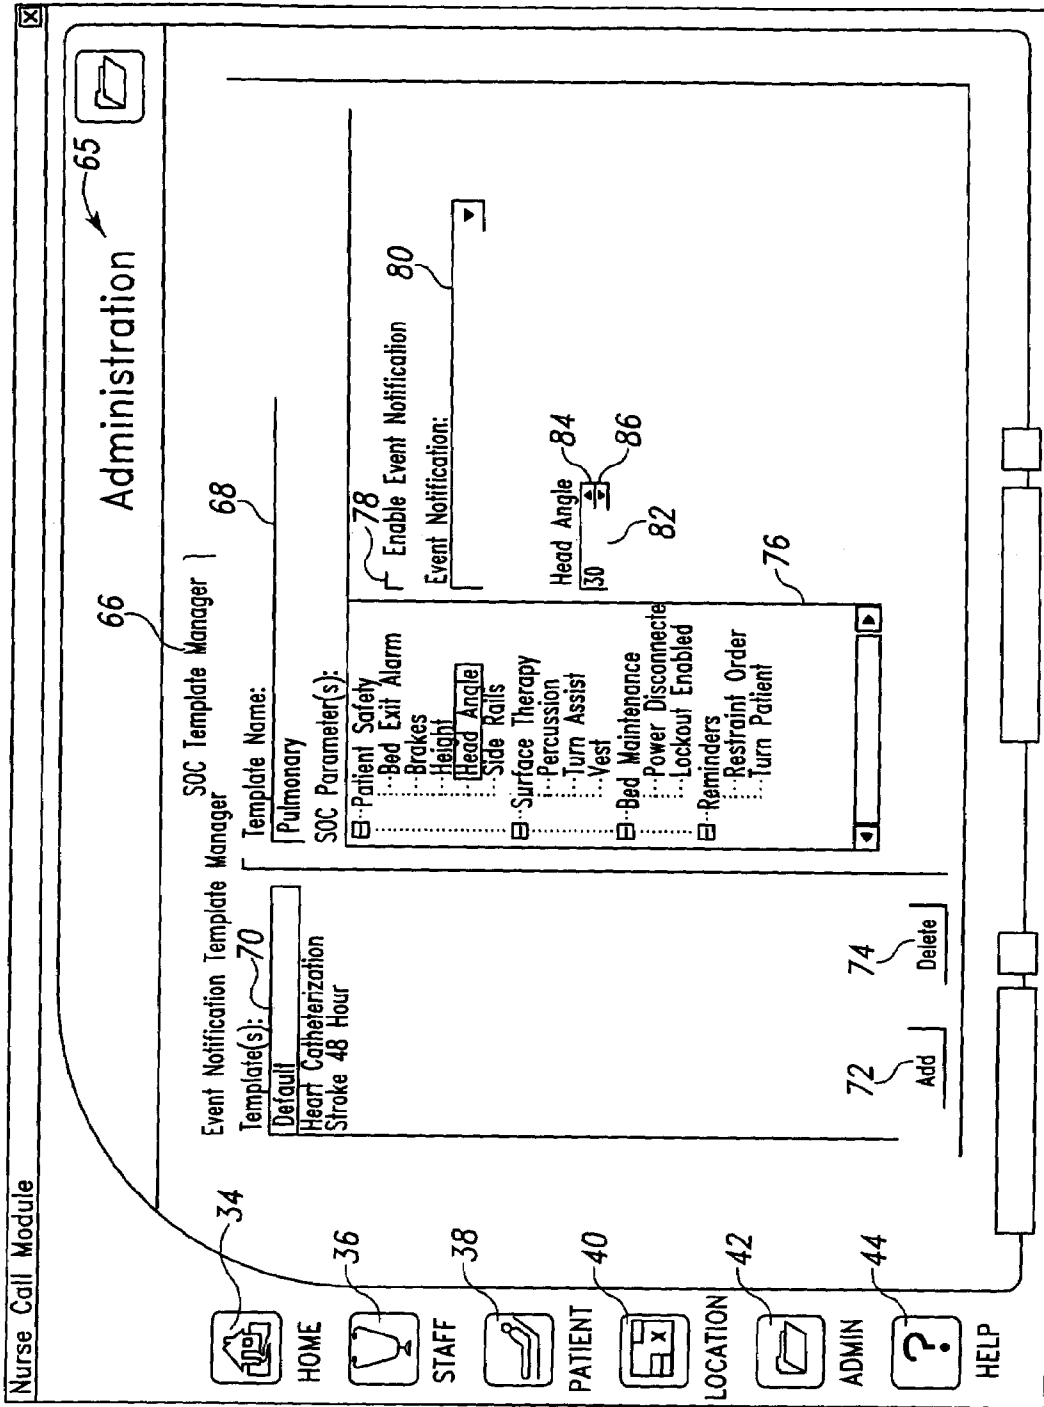 Nurse Call Module
X
Administration
65
34
HOME
36
STAFF
38
PATIENT
40
X
LOCATION
42
ADMIN
44
?
HELP
66
Event Notification Template Manager
SOC Template Manager
Template(s):
70
Default
Heart Catheterization
Stroke 48 Hour
72
Add
74
Delete
Template Name:
68
Pulmonary
SOC Parameter(s):
Patient Safety
Bed Exit Alarm
Brakes
Height
Head Angle
Side Rails
Surface Therapy
Percussion
Turn Assist
Vest
Bed Maintenance
Power Disconnecte
Lockout Enabled
Reminders
Restraint Order
Turn Patient
76
78
Enable Event Notification
Event Notification:
80
Head Angle
30
84
86
82